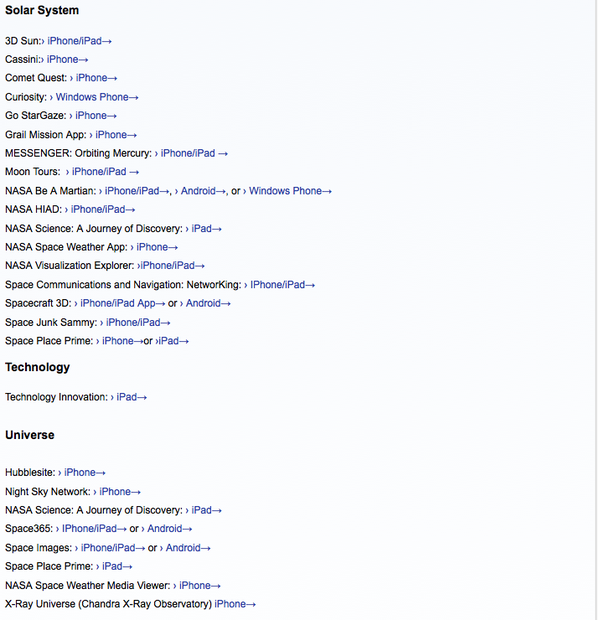 Solar System
3D Sun:› iPhone/iPad→
Cassini:› iPhone→
Comet Quest: › iPhone→
Curiosity: › Windows Phone→
Go StarGaze: › iPhone→
Grail Mission App: › iPhone→
MESSENGER: Orbiting Mercury: › iPhone/iPad →
Moon Tours:  › iPhone/iPad →
NASA Be A Martian: › iPhone/iPad→, › Android→, or › Windows Phone→
NASA HIAD: › iPhone/iPad→
NASA Science: A Journey of Discovery: › iPad→
NASA Space Weather App: › iPhone→
NASA Visualization Explorer: ›iPhone/iPad→
Space Communications and Navigation: NetworKing: › IPhone/iPad→
Spacecraft 3D: › iPhone/iPad App→ or › Android→
Space Junk Sammy: › iPhone/iPad→
Space Place Prime: › iPhone→or ›iPad→
Technology
Technology Innovation: › iPad→
Universe
Hubblesite: › iPhone→
Night Sky Network: › iPhone→
NASA Science: A Journey of Discovery: › iPad→
Space365: › IPhone/iPad→ or › Android→
Space Images: › iPhone/iPad→ or › Android→
Space Place Prime: › iPad→
NASA Space Weather Media Viewer: › iPhone→
X-Ray Universe (Chandra X-Ray Observatory) iPhone→